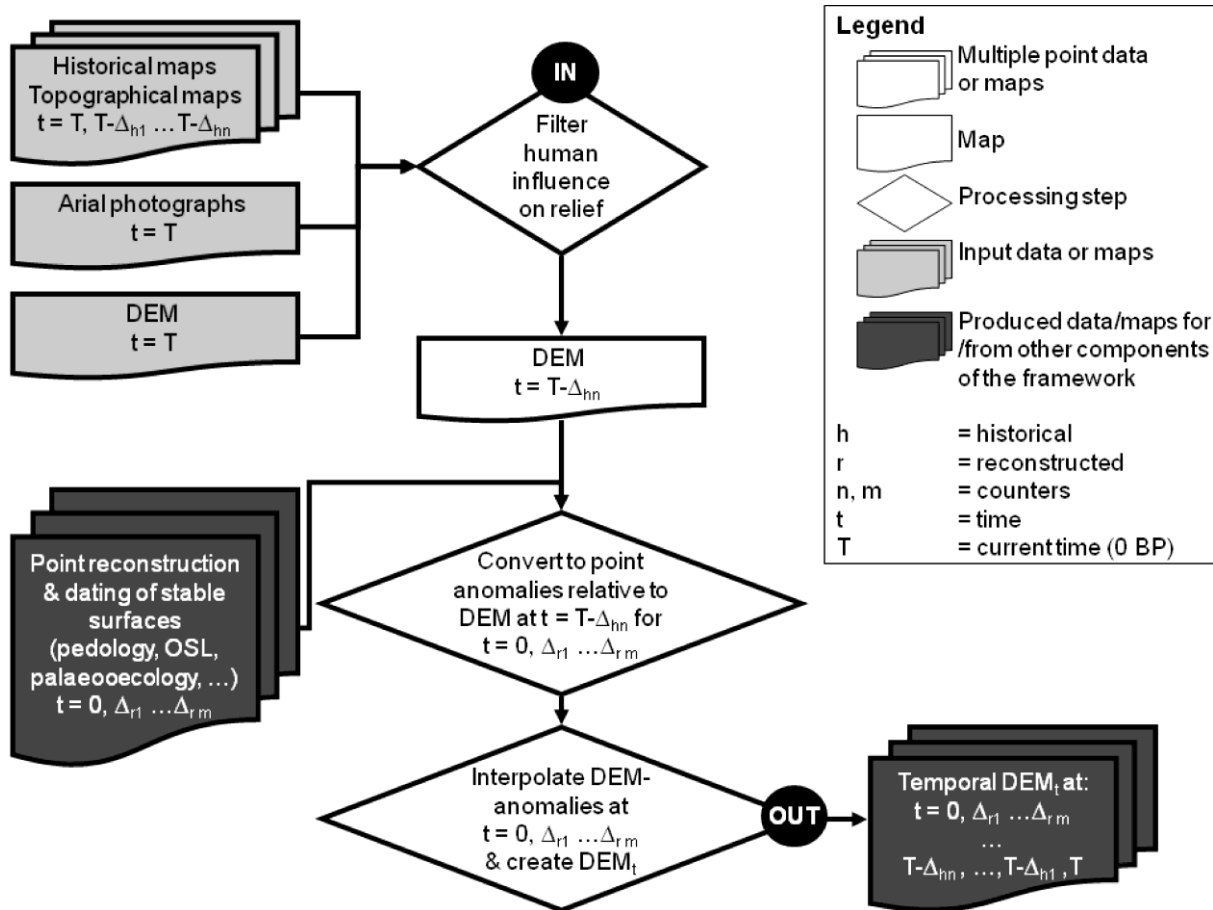 Historical maps
Topographical maps
t = T, T-Δh1 …T-Δhn
Arial photographs
t = T
DEM
t = T
IN
Filter
human
influence
on relief
DEM
t = T-Δhn
Point reconstruction
& dating of stable
surfaces
(pedology, OSL,
palaeooecology, …)
t = 0, Δr1 …Δr m
Convert to point
anomalies relative to
DEM at t = T-Δhn for
t = 0, Δr1 …Δr m
Interpolate DEM-
anomalies at
t = 0, Δr1 …Δr m
& create DEMt
OUT
Temporal DEMt at:
t = 0, Δr1 …Δr m
…
T-Δhn , …,T-Δh1 ,T
Legend
Multiple point data
or maps
Map
Processing step
Input data or maps
Produced data/maps for
/from other components
of the framework
h = historical
r = reconstructed
n, m = counters
t = time
T = current time (0 BP)